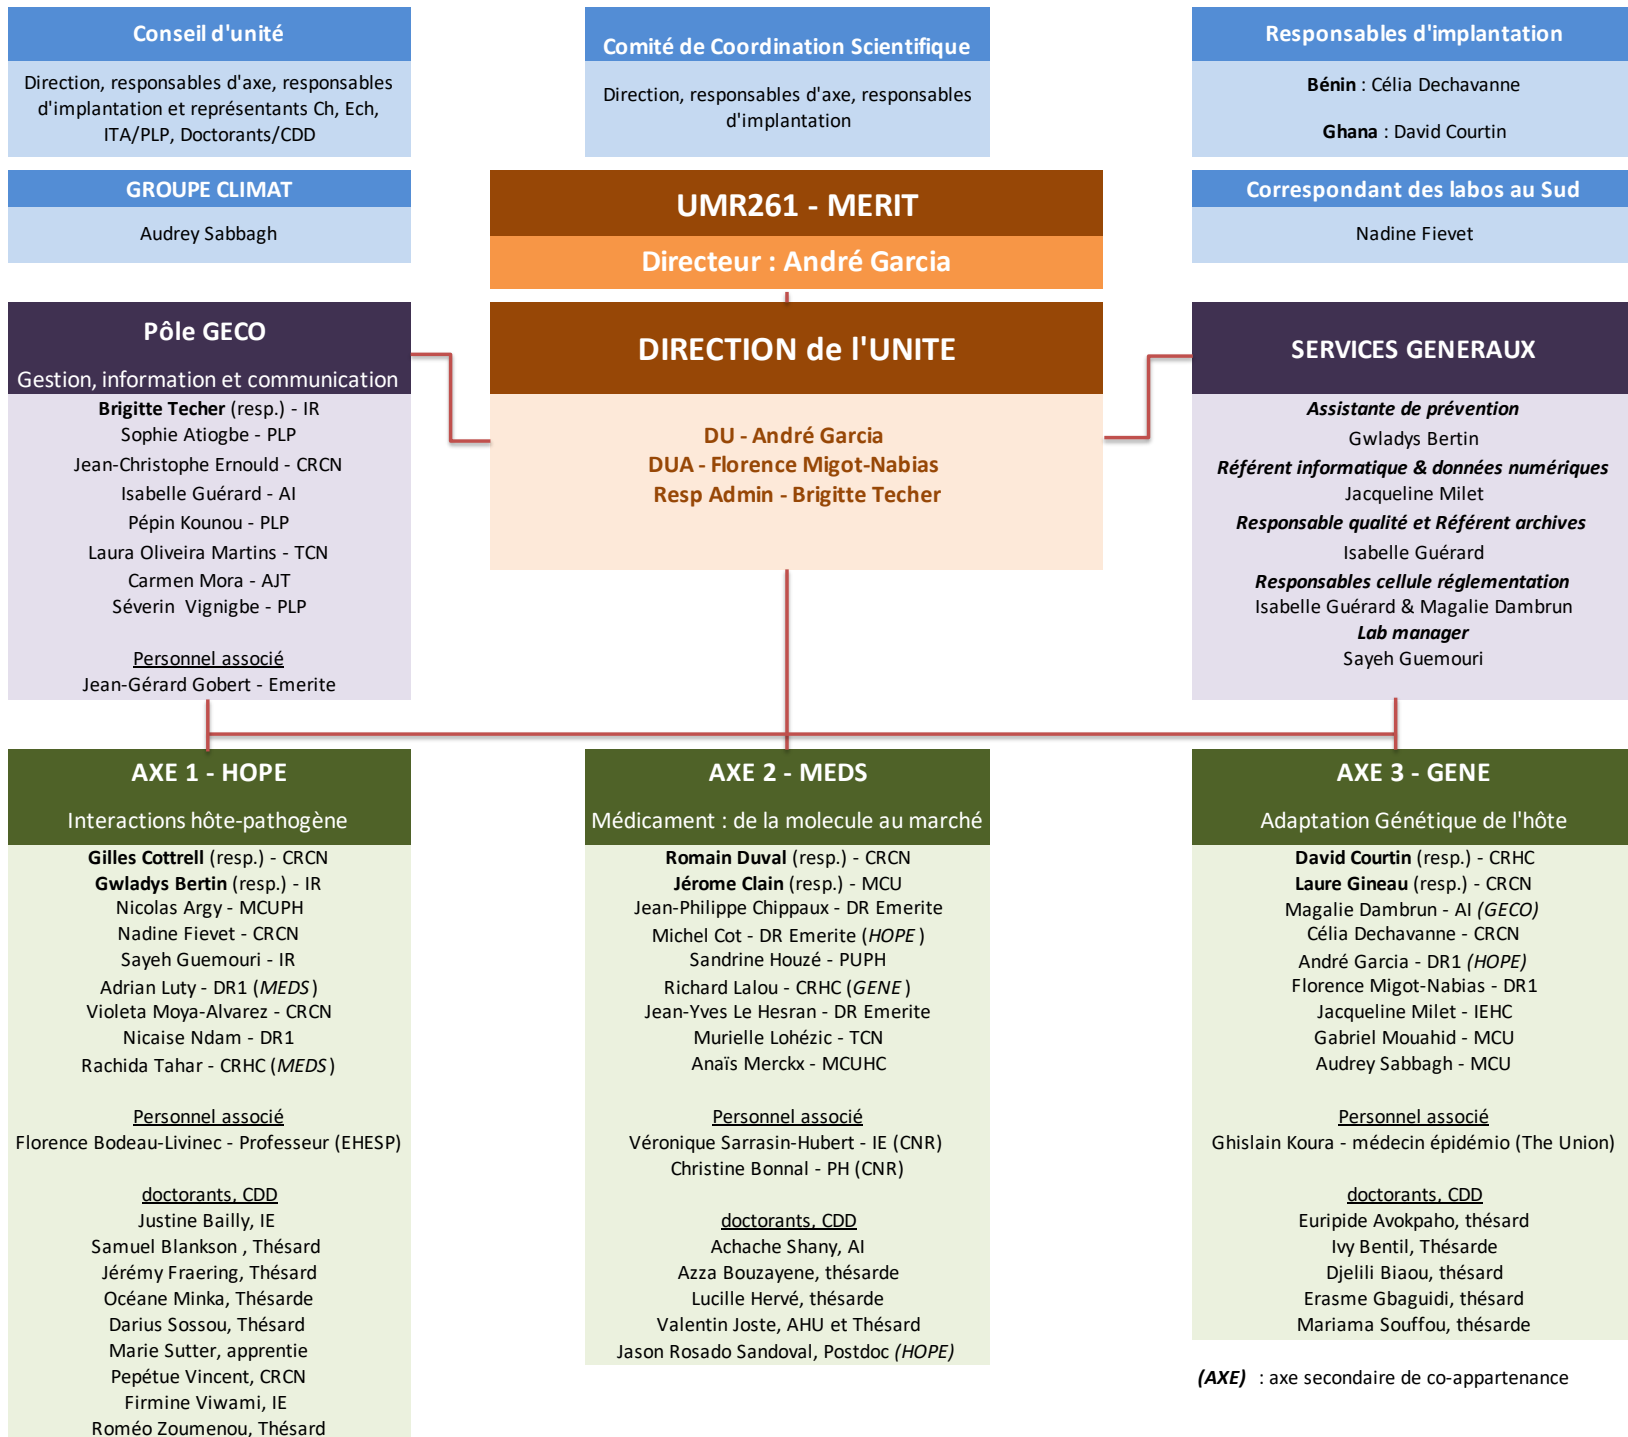 Conseil d'unité
Direction, responsables d'axe, responsables
d'implantation et représentants Ch, Ech,
ITA/PLP, Doctorants/CDD
Comité de Coordination Scientifique
Direction, responsables d'axe, responsables
d'implantation
Responsables d'implantation
Bénin : Célia Dechavanne
Ghana : David Courtin
GROUPE CLIMAT
Audrey Sabbagh
UMR261 - MERIT
Directeur : André Garcia
Correspondant des labos au Sud
Nadine Fievet
Pôle GECO
Gestion, information et communication
Brigitte Techer (resp.) - IR
Sophie Atiogbe - PLP
Jean-Christophe Ernould - CRCN
Isabelle Guérard - AI
Pépin Kounou - PLP
Laura Oliveira Martins - TCN
Carmen Mora - AJT
Séverin Vignigbe - PLP
Personnel associé
Jean-Gérard Gobert - Emerite
DIRECTION de l'UNITE
DU - André Garcia
DUA - Florence Migot-Nabias
Resp Admin - Brigitte Techer
SERVICES GENERAUX
Assistante de prévention
Gwladys Bertin
Référent informatique & données numériques
Jacqueline Milet
Responsable qualité et Référent archives
Isabelle Guérard
Responsables cellule réglementation
Isabelle Guérard & Magalie Dambrun
Lab manager
Sayeh Guemouri
AXE 1 - HOPE
Interactions hôte-pathogène
Gilles Cottrell (resp.) - CRCN
Gwladys Bertin (resp.) - IR
Nicolas Argy - MCUPH
Nadine Fievet - CRCN
Sayeh Guemouri - IR
Adrian Luty - DR1 (MEDS)
Violeta Moya-Alvarez - CRCN
Nicaise Ndam - DR1
Rachida Tahar - CRHC (MEDS)
Personnel associé
Florence Bodeau-Livinec - Professeur (EHESP)
doctorants, CDD
Justine Bailly, IE
Samuel Blankson , Thésard
Jérémy Fraering, Thésard
Océane Minka, Thésarde
Darius Sossou, Thésard
Marie Sutter, apprentie
Pepétue Vincent, CRCN
Firmine Viwami, IE
Roméo Zoumenou, Thésard
AXE 2 - MEDS
Médicament : de la molecule au marché
Romain Duval (resp.) - CRCN
Jérome Clain (resp.) - MCU
Jean-Philippe Chippaux - DR Emerite
Michel Cot - DR Emerite (HOPE )
Sandrine Houzé - PUPH
Richard Lalou - CRHC (GENE )
Jean-Yves Le Hesran - DR Emerite
Murielle Lohézic - TCN
Anaïs Merckx - MCUHC
Personnel associé
Véronique Sarrasin-Hubert - IE (CNR)
Christine Bonnal - PH (CNR)
doctorants, CDD
Achache Shany, AI
Azza Bouzayene, thésarde
Lucille Hervé, thésarde
Valentin Joste, AHU et Thésard
Jason Rosado Sandoval, Postdoc (HOPE)
AXE 3 - GENE
Adaptation Génétique de l'hôte
David Courtin (resp.) - CRHC
Laure Gineau (resp.) - CRCN
Magalie Dambrun - AI (GECO)
Célia Dechavanne - CRCN
André Garcia - DR1 (HOPE)
Florence Migot-Nabias - DR1
Jacqueline Milet - IEHC
Gabriel Mouahid - MCU
Audrey Sabbagh - MCU
Personnel associé
Ghislain Koura - médecin épidémio (The Union)
doctorants, CDD
Euripide Avokpaho, thésard
Ivy Bentil, Thésarde
Djelili Biaou, thésard
Erasme Gbaguidi, thésard
Mariama Souffou, thésarde
(AXE) : axe secondaire de co-appartenance